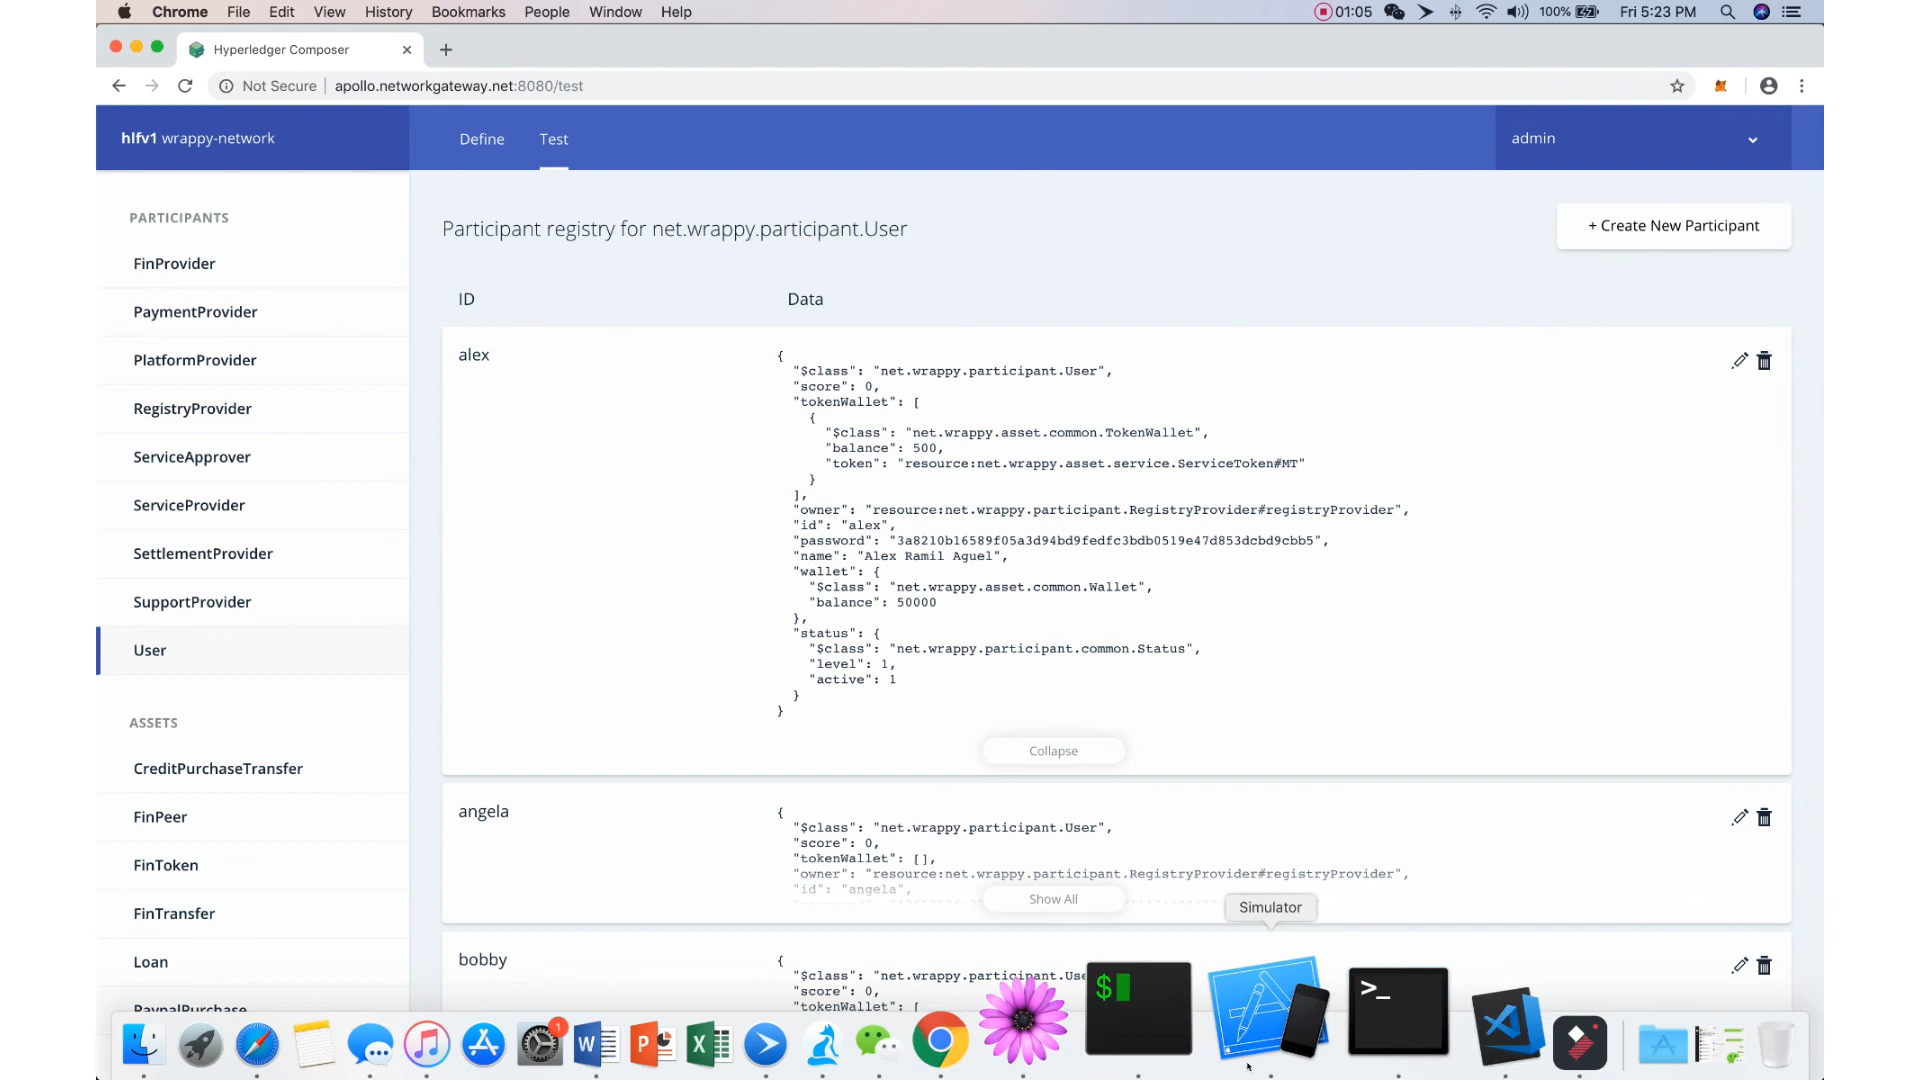 Chrome File Edit View History Bookmarks People Window Help 01:05 100% Fri 5:23 PM
Hyperledger Composer
Not Secure | apollo.networkgateway.net:8080/test
hlfv1 wrappy-network Define Test admin
PARTICIPANTS
FinProvider
PaymentProvider
PlatformProvider
RegistryProvider
ServiceApprover
ServiceProvider
SettlementProvider
SupportProvider
User
ASSETS
CreditPurchaseTransfer
FinPeer
FinToken
FinTransfer
Loan
PaypalPurchase
Participant registry for net.wrappy.participant.User
+ Create New Participant
ID Data
alex
{
"$class": "net.wrappy.participant.User",
"score": 0,
"tokenWallet": [
{
"$class": "net.wrappy.asset.common.TokenWallet",
"balance": 500,
"token": "resource:net.wrappy.asset.service.ServiceToken#MT"
}
],
"owner": "resource:net.wrappy.participant.RegistryProvider#registryProvider",
"id": "alex",
"password": "3a8210b16589f05a3d94bd9fedfc3bdb0519e47d853dcbd9cbb5",
"name": "Alex Ramil Aguel",
"wallet": {
"$class": "net.wrappy.asset.common.Wallet",
"balance": 50000
},
"status": {
"$class": "net.wrappy.participant.common.Status",
"level": 1,
"active": 1
}
}
Collapse
angela
{
"$class": "net.wrappy.participant.User",
"score": 0,
"tokenWallet": [],
"owner": "resource:net.wrappy.participant.RegistryProvider#registryProvider",
"id": "angela",
Show All
Simulator
bobby
{
"$class": "net.wrappy.participant.Use
"score": 0,
"tokenWallet": [
$
>_
1
W
P
X